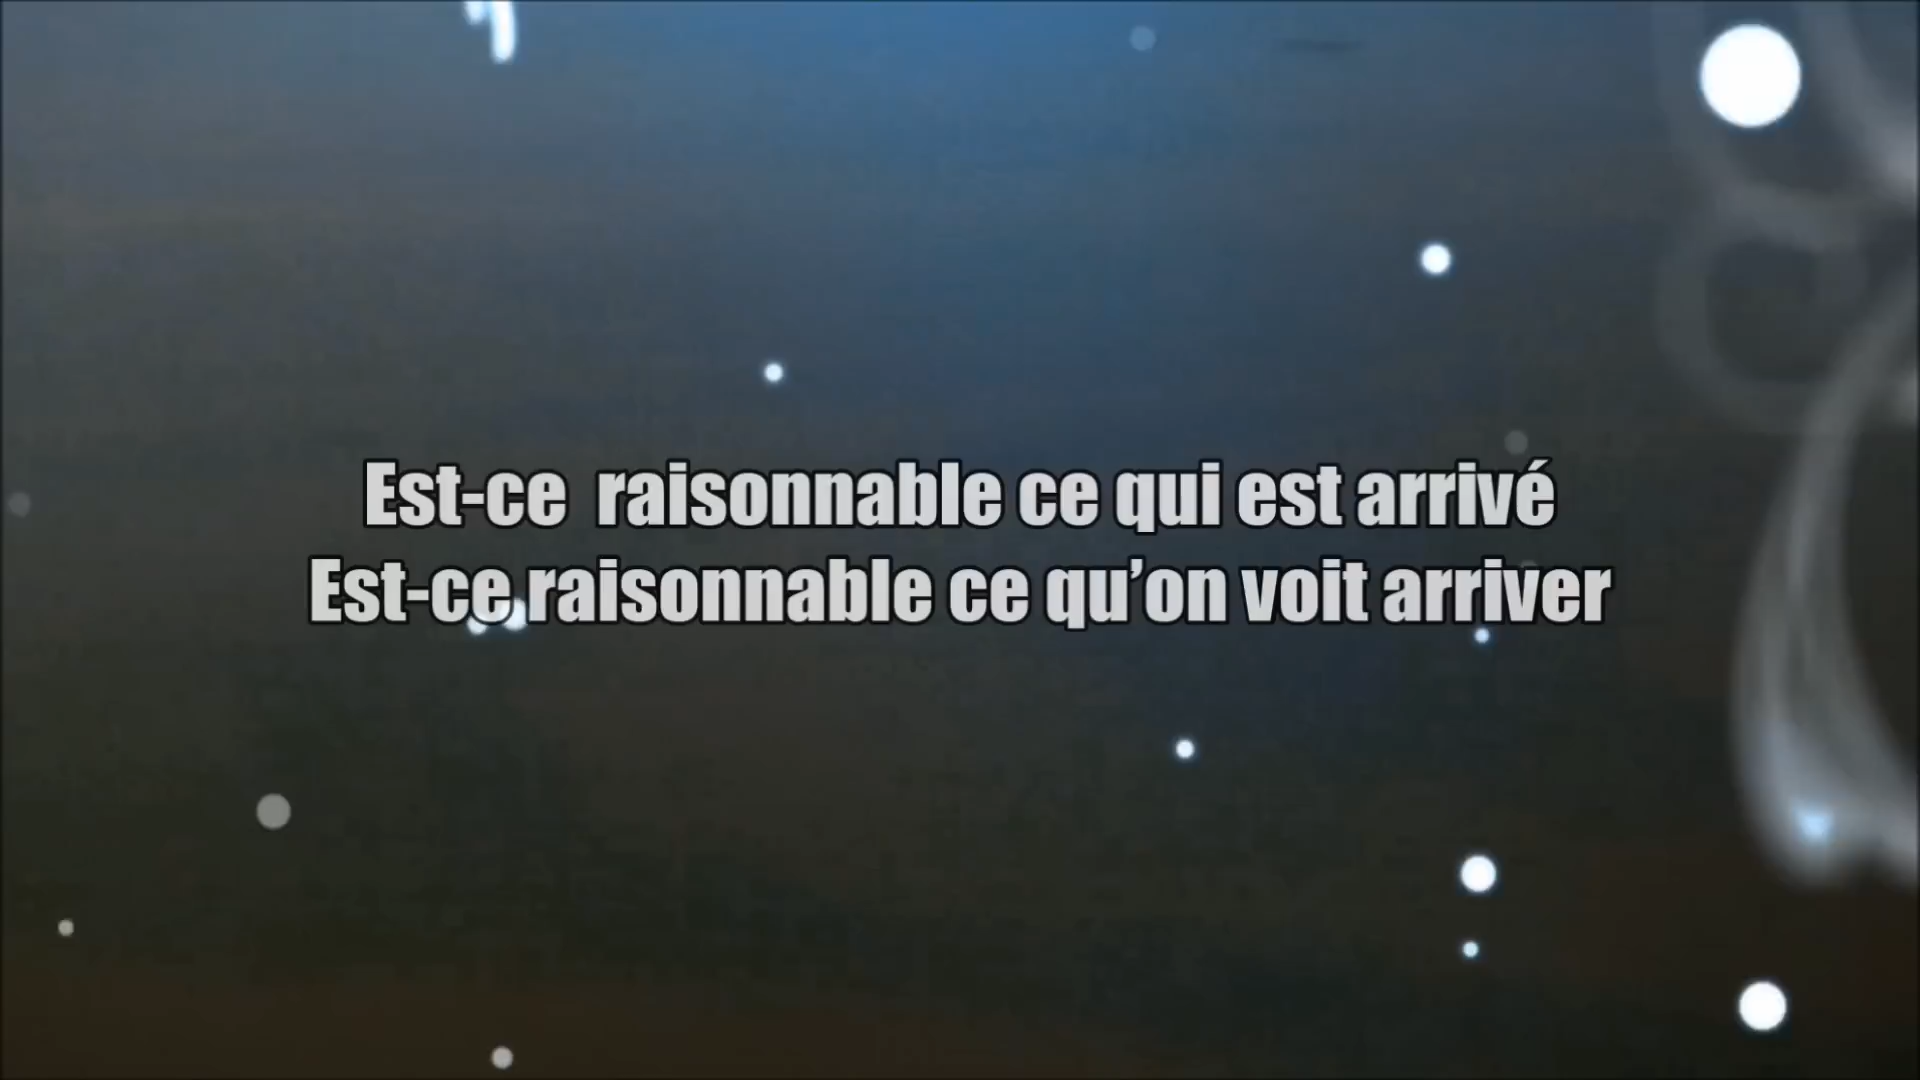 Est-ce raisonnable ce qui est arrivé
Est-ce raisonnable ce qu’on voit arriver